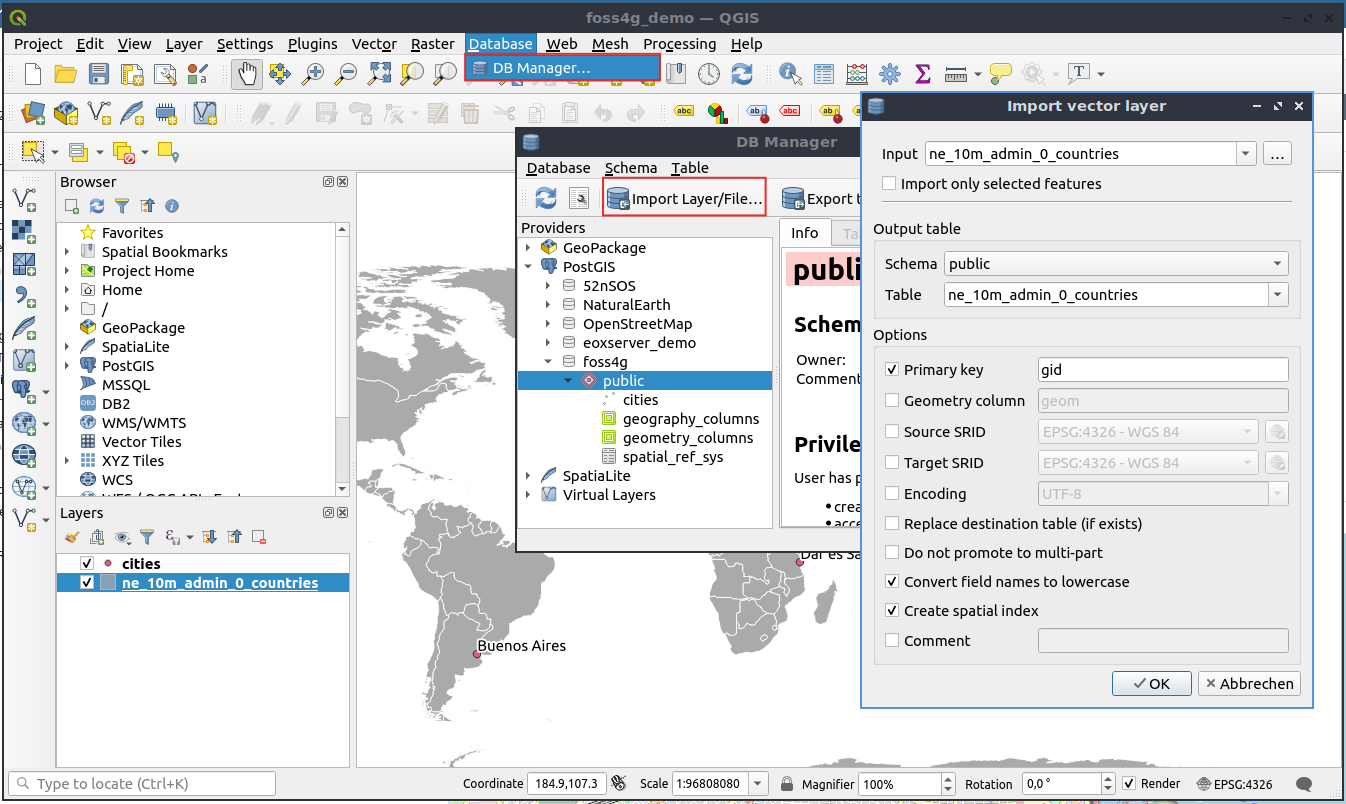 foss4g_demo — QGIS
Project Edit View Layer Settings Plugins Vector Raster Database Web Mesh Processing Help
DB Manager...
T
abc abc abc abc
Import vector layer
Input ne_10m_admin_0_countries ...
Import only selected features
Output table
Schema public
Table ne_10m_admin_0_countries
Options
Primary key gid
Geometry column geom
Source SRID EPSG:4326 - WGS 84
Target SRID EPSG:4326 - WGS 84
Encoding UTF-8
Replace destination table (if exists)
Do not promote to multi-part
Convert field names to lowercase
Create spatial index
Comment
OK Abbrechen
DB Manager
Database Schema Table
Import Layer/File... Export t
Providers
GeoPackage
PostGIS
52nSOS
NaturalEarth
OpenStreetMap
eoxserver_demo
foss4g
public
cities
geography_columns
geometry_columns
spatial_ref_sys
SpatiaLite
Virtual Layers
Info Ta
publi
Schem
Owner:
Comment
Privile
User has p
crea
acce
Browser
Favorites
Spatial Bookmarks
Project Home
Home
/
GeoPackage
SpatiaLite
PostGIS
MSSQL
DB2 DB2
WMS/WMTS
Vector Tiles
XYZ Tiles
WCS
Layers
cities
ne_10m_admin_0_countries
Dar es Sa
Buenos Aires
Type to locate (Ctrl+K) Coordinate 184.9,107.3 Scale 1:96808080 Magnifier 100% Rotation 0,0 ° Render EPSG:4326